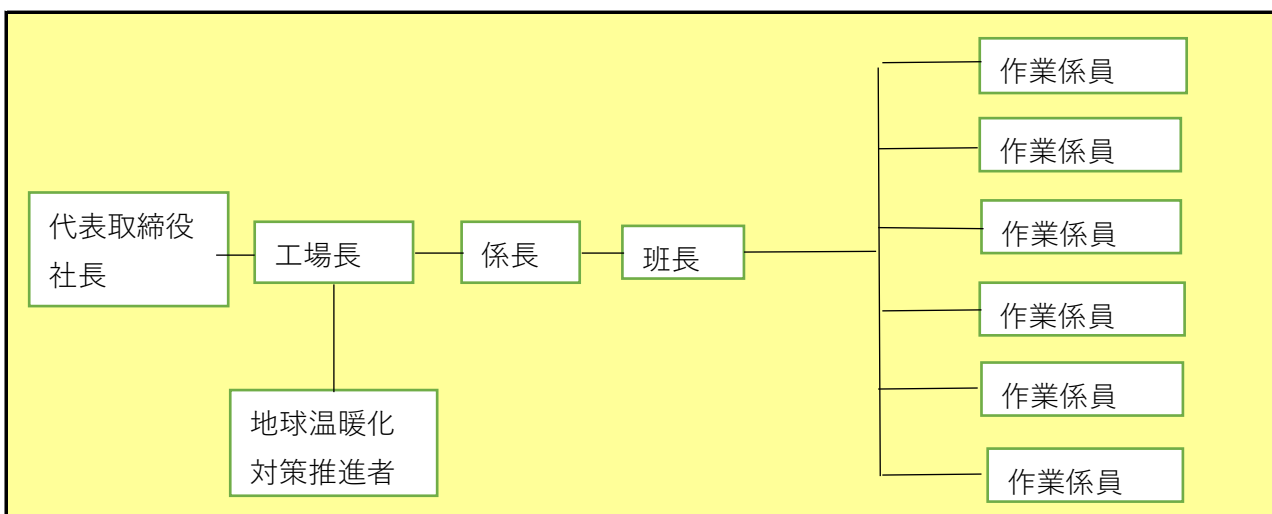 代表取締役
社長
工場長
係長
班長
地球温暖化
対策推進者
作業係員
作業係員
作業係員
作業係員
作業係員
作業係員